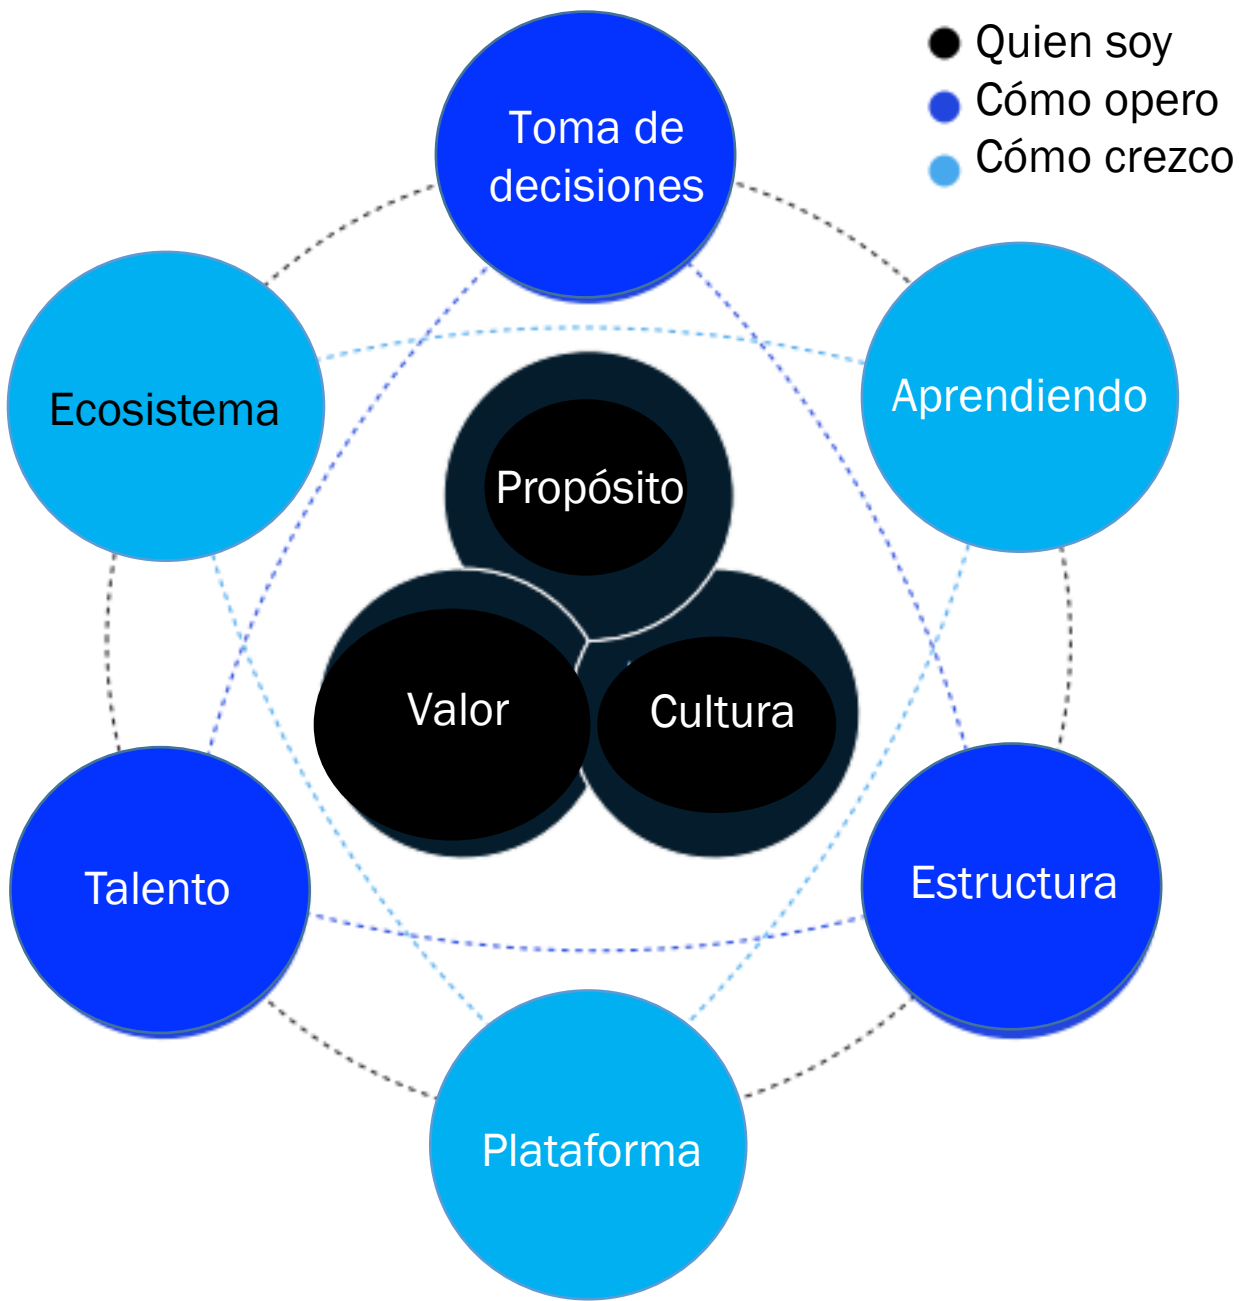 Quien soy
Cómo opero
Cómo crezco
Toma de
decisiones
Ecosistema
Aprendiendo
Propósito
Valor
Cultura
Talento
Estructura
Plataforma